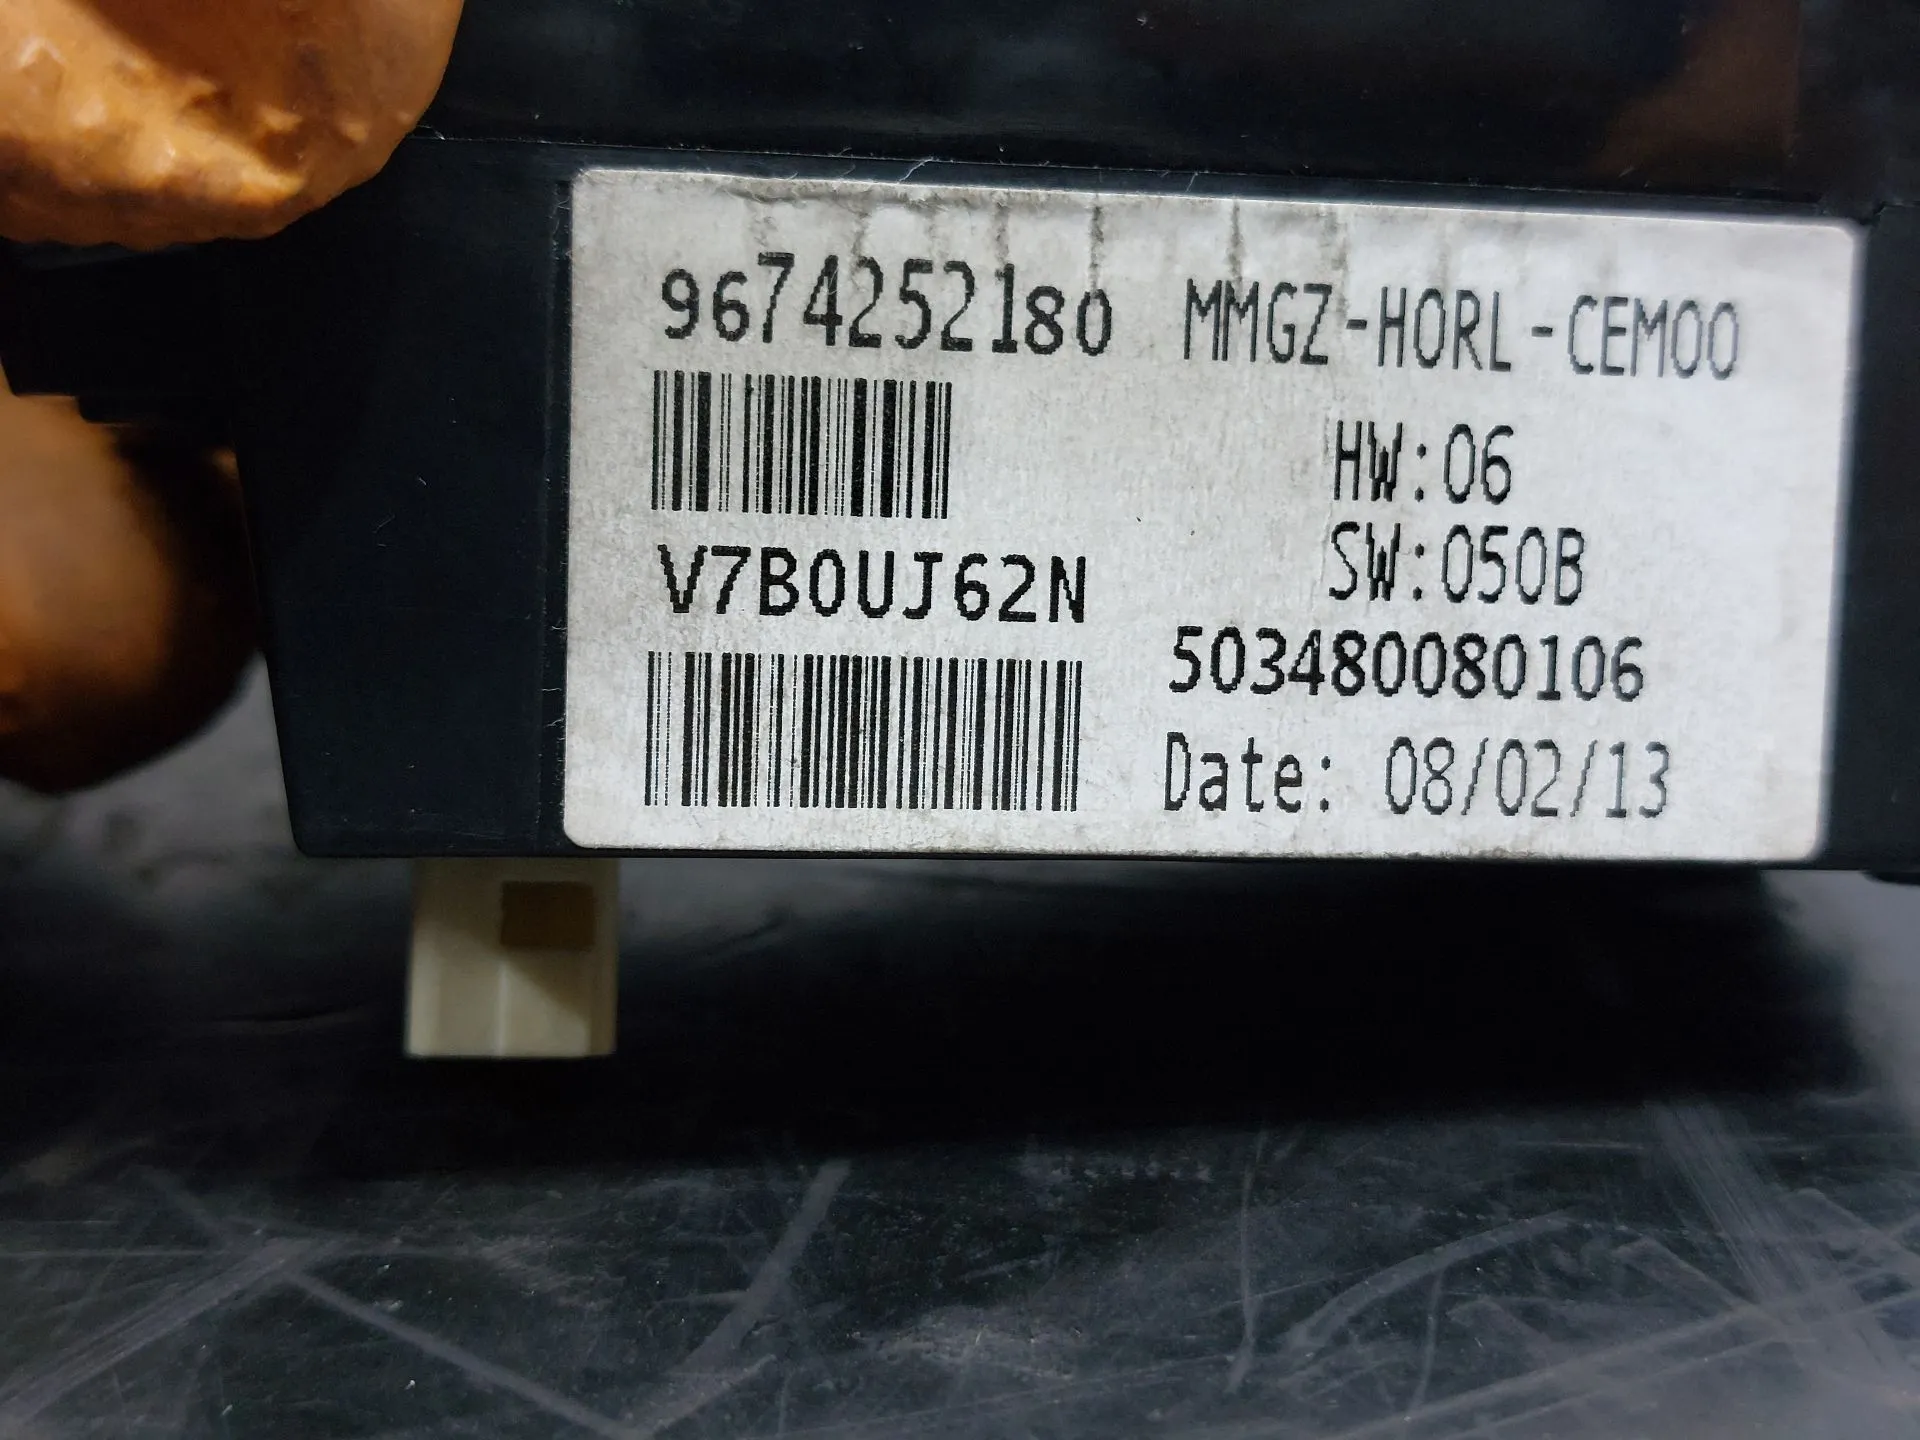 9674252180 MMGZ-HORL-CEM00
HW:06
SW:050B
V7B0UJ62N
503480080106
Date: 08/02/13